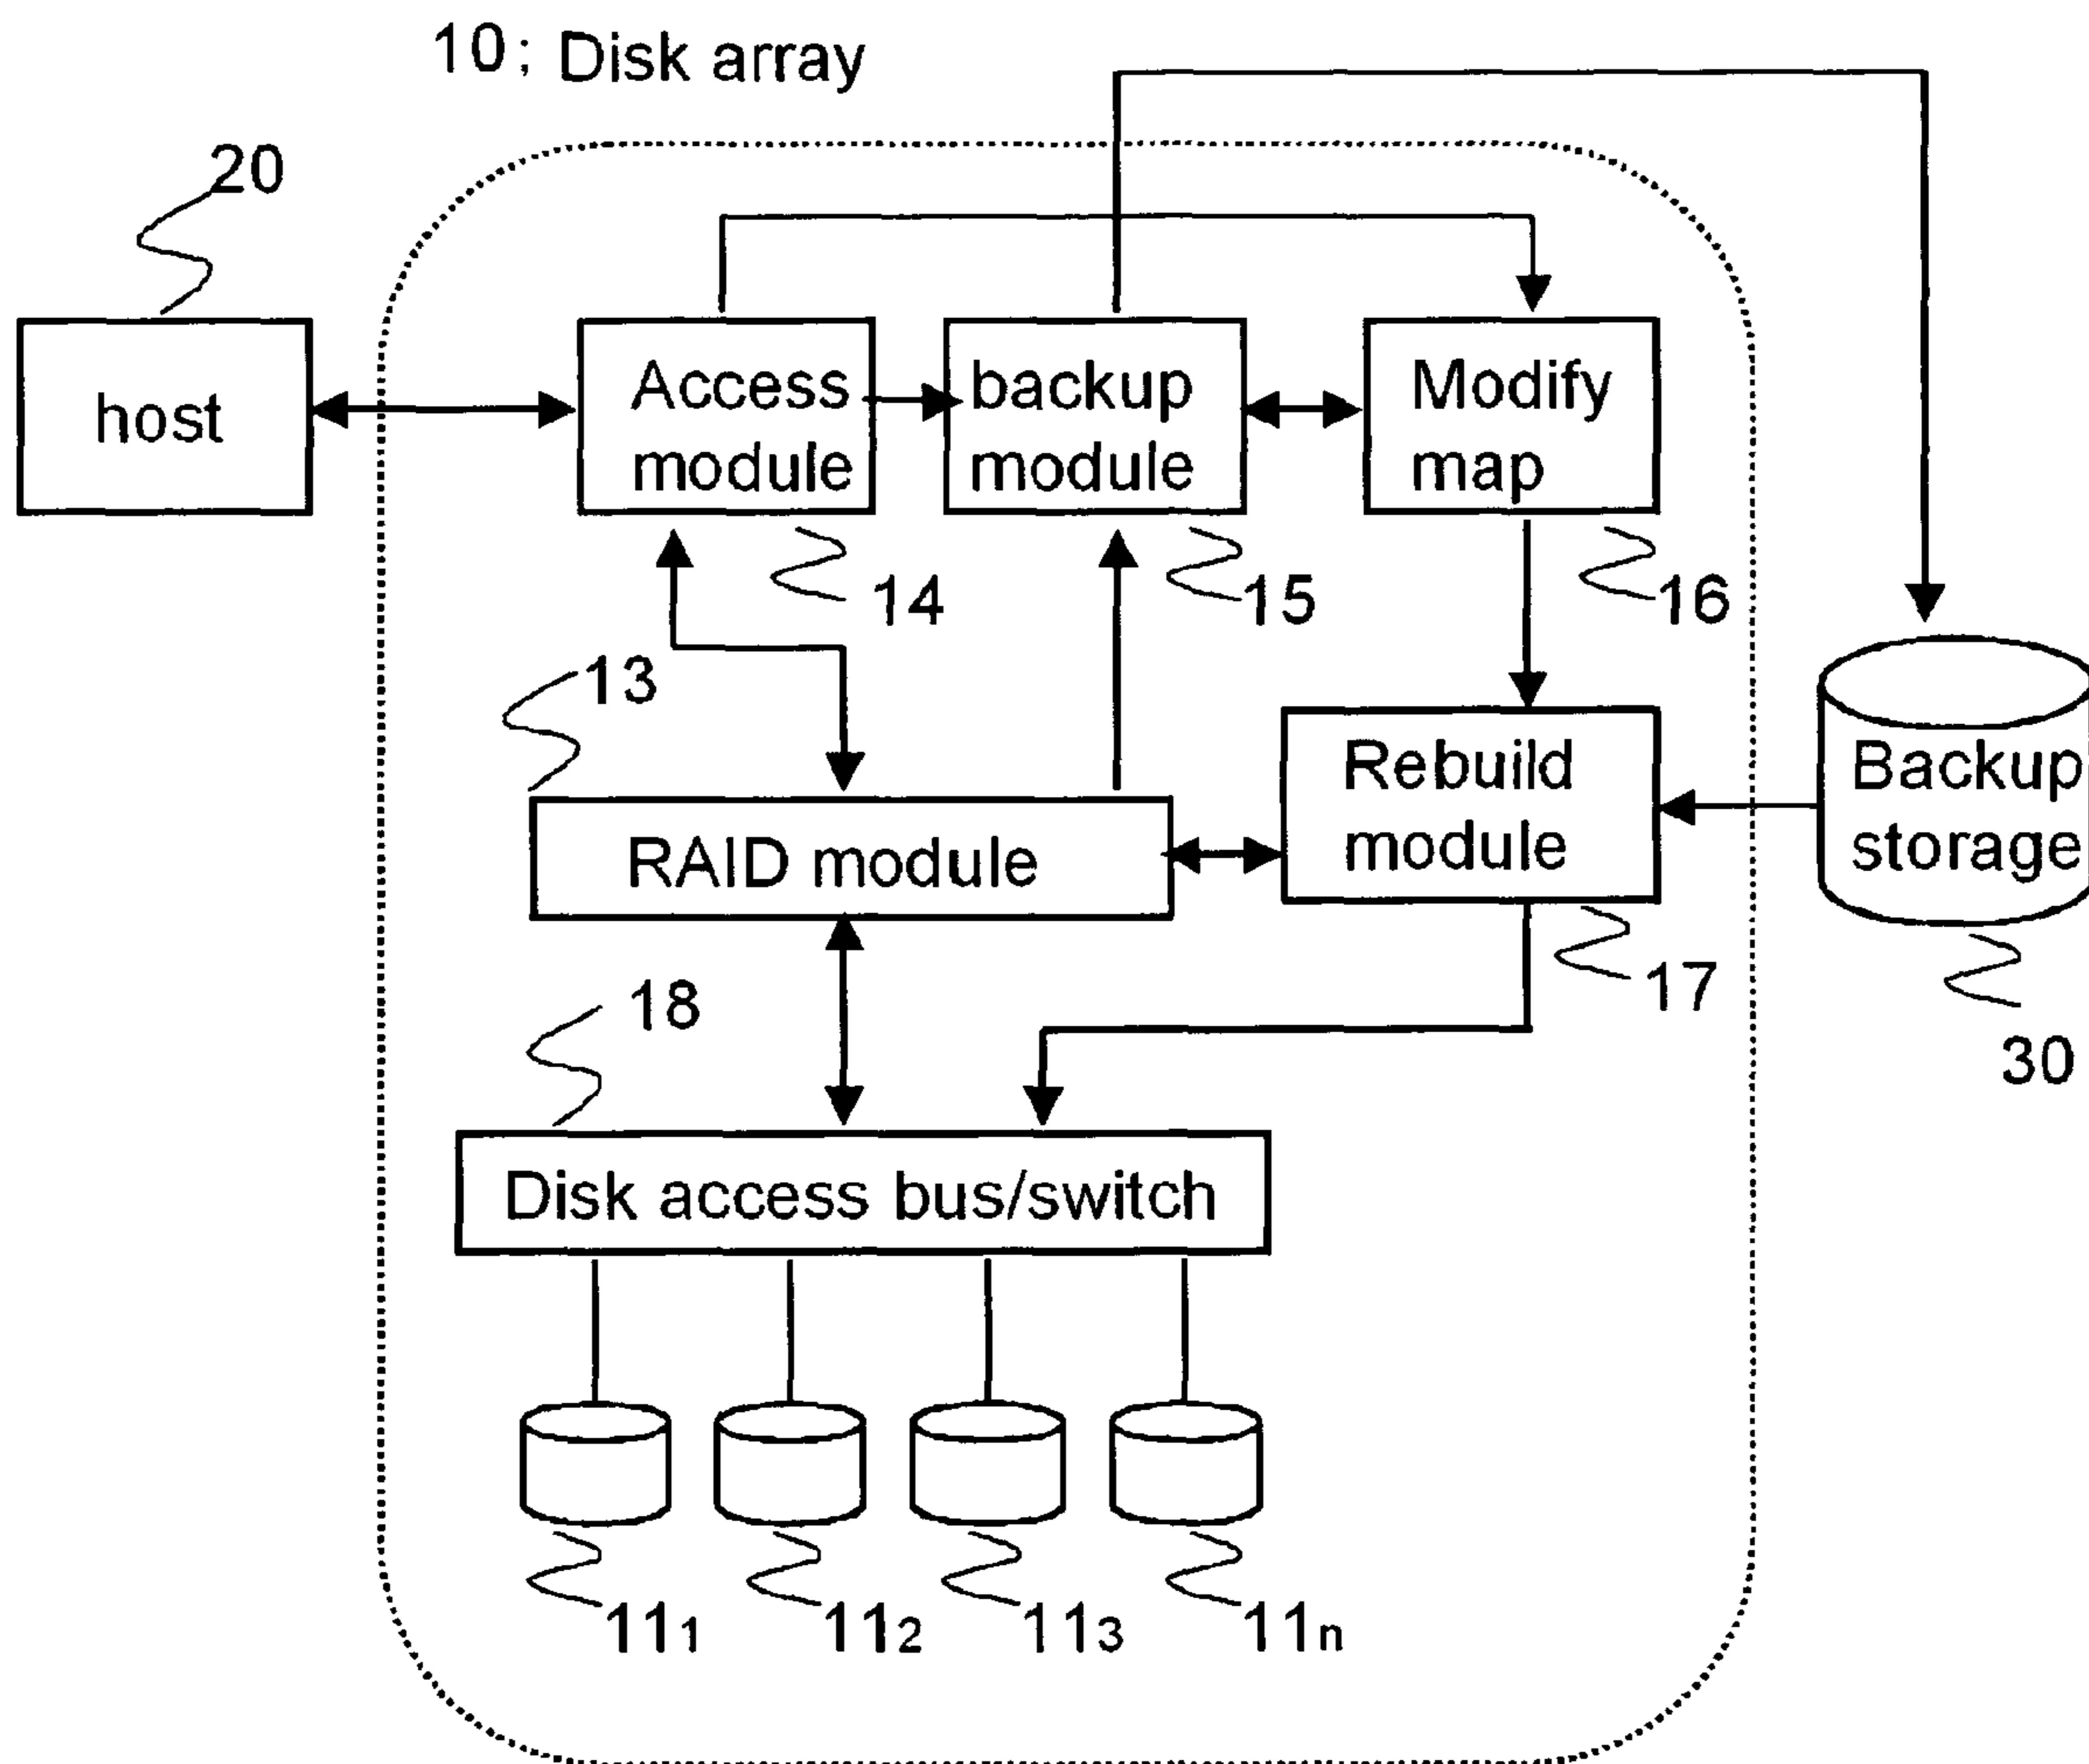 10; Disk array
20
host
Access
module
backup
module
Modify
map
14
15
16
13
RAID module
Rebuild
module
Backup
storage
17
18
30
Disk access bus/switch
11₁
11₂
11₃
11ₙ